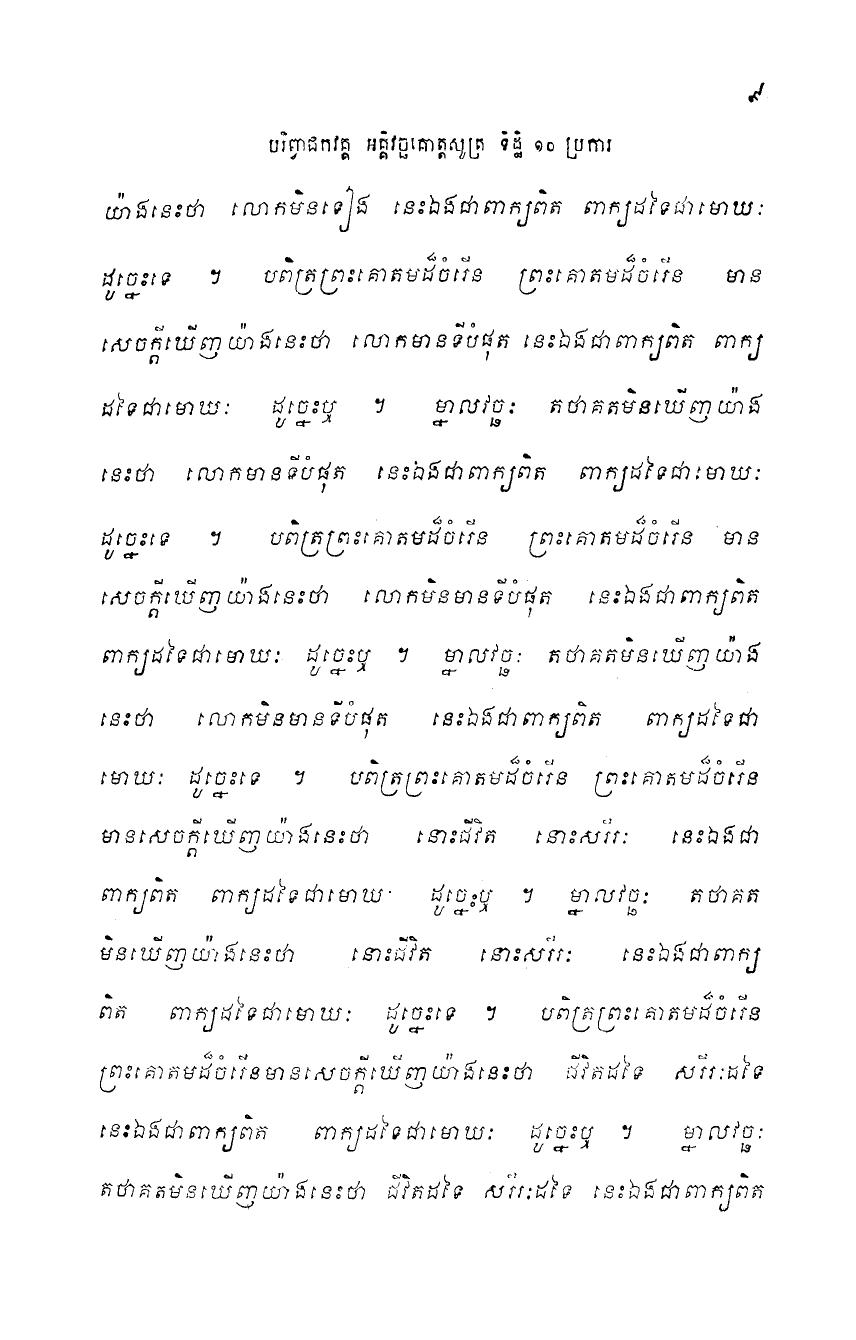 ៩
បរិព្វាជកវគ្គ អគ្គិវច្ឆគោត្តសូត្រ ទិដ្ឋិ ១០ ប្រការ
យ៉ាងនេះថា លោកមិនទៀង នេះឯងជាពាក្យពិត ពាក្យដទៃជាមោឃៈ
ដូច្នេះទេ ។ បពិត្រព្រះគោតមដ៏ចំរើន ព្រះគោតមដ៏ចំរើន មាន
សេចក្តីឃើញយ៉ាងនេះថា លោកមានទីបំផុត នេះឯងជាពាក្យពិត ពាក្យ
ដទៃជាមោឃៈ ដូច្នេះឬ ។ ម្នាលវច្ឆៈ តថាគតមិនឃើញយ៉ាង
នេះថា លោកមានទីបំផុត នេះឯងជាពាក្យពិត ពាក្យដទៃជាមោឃៈ
ដូច្នេះទេ ។ បពិត្រព្រះគោតមដ៏ចំរើន ព្រះគោតមដ៏ចំរើន មាន
សេចក្តីឃើញយ៉ាងនេះថា លោកមិនមានទីបំផុត នេះឯងជាពាក្យពិត
ពាក្យដទៃជាមោឃៈ ដូច្នេះឬ ។ ម្នាលវច្ឆៈ តថាគតមិនឃើញយ៉ាង
នេះថា លោកមិនមានទីបំផុត នេះឯងជាពាក្យពិត ពាក្យដទៃជា
មោឃៈ ដូច្នេះទេ ។ បពិត្រព្រះគោតមដ៏ចំរើន ព្រះគោតមដ៏ចំរើន
មានសេចក្តីឃើញយ៉ាងនេះថា នោះជីវិត នោះសរីរៈ នេះឯងជា
ពាក្យពិត ពាក្យដទៃជាមោឃៈ ដូច្នេះឬ ។ ម្នាលវច្ឆៈ តថាគត
មិនឃើញយ៉ាងនេះថា នោះជីវិត នោះសរីរៈ នេះឯងជាពាក្យ
ពិត ពាក្យដទៃជាមោឃៈ ដូច្នេះទេ ។ បពិត្រព្រះគោតមដ៏ចំរើន
ព្រះគោតមដ៏ចំរើនមានសេចក្តីឃើញយ៉ាងនេះថា ជីវិតដទៃ សរីរៈដទៃ
នេះឯងជាពាក្យពិត ពាក្យដទៃជាមោឃៈ ដូច្នេះឬ ។ ម្នាលវច្ឆៈ
តថាគតមិនឃើញយ៉ាងនេះថា ជីវិតដទៃ សរីរៈដទៃ នេះឯងជាពាក្យពិត